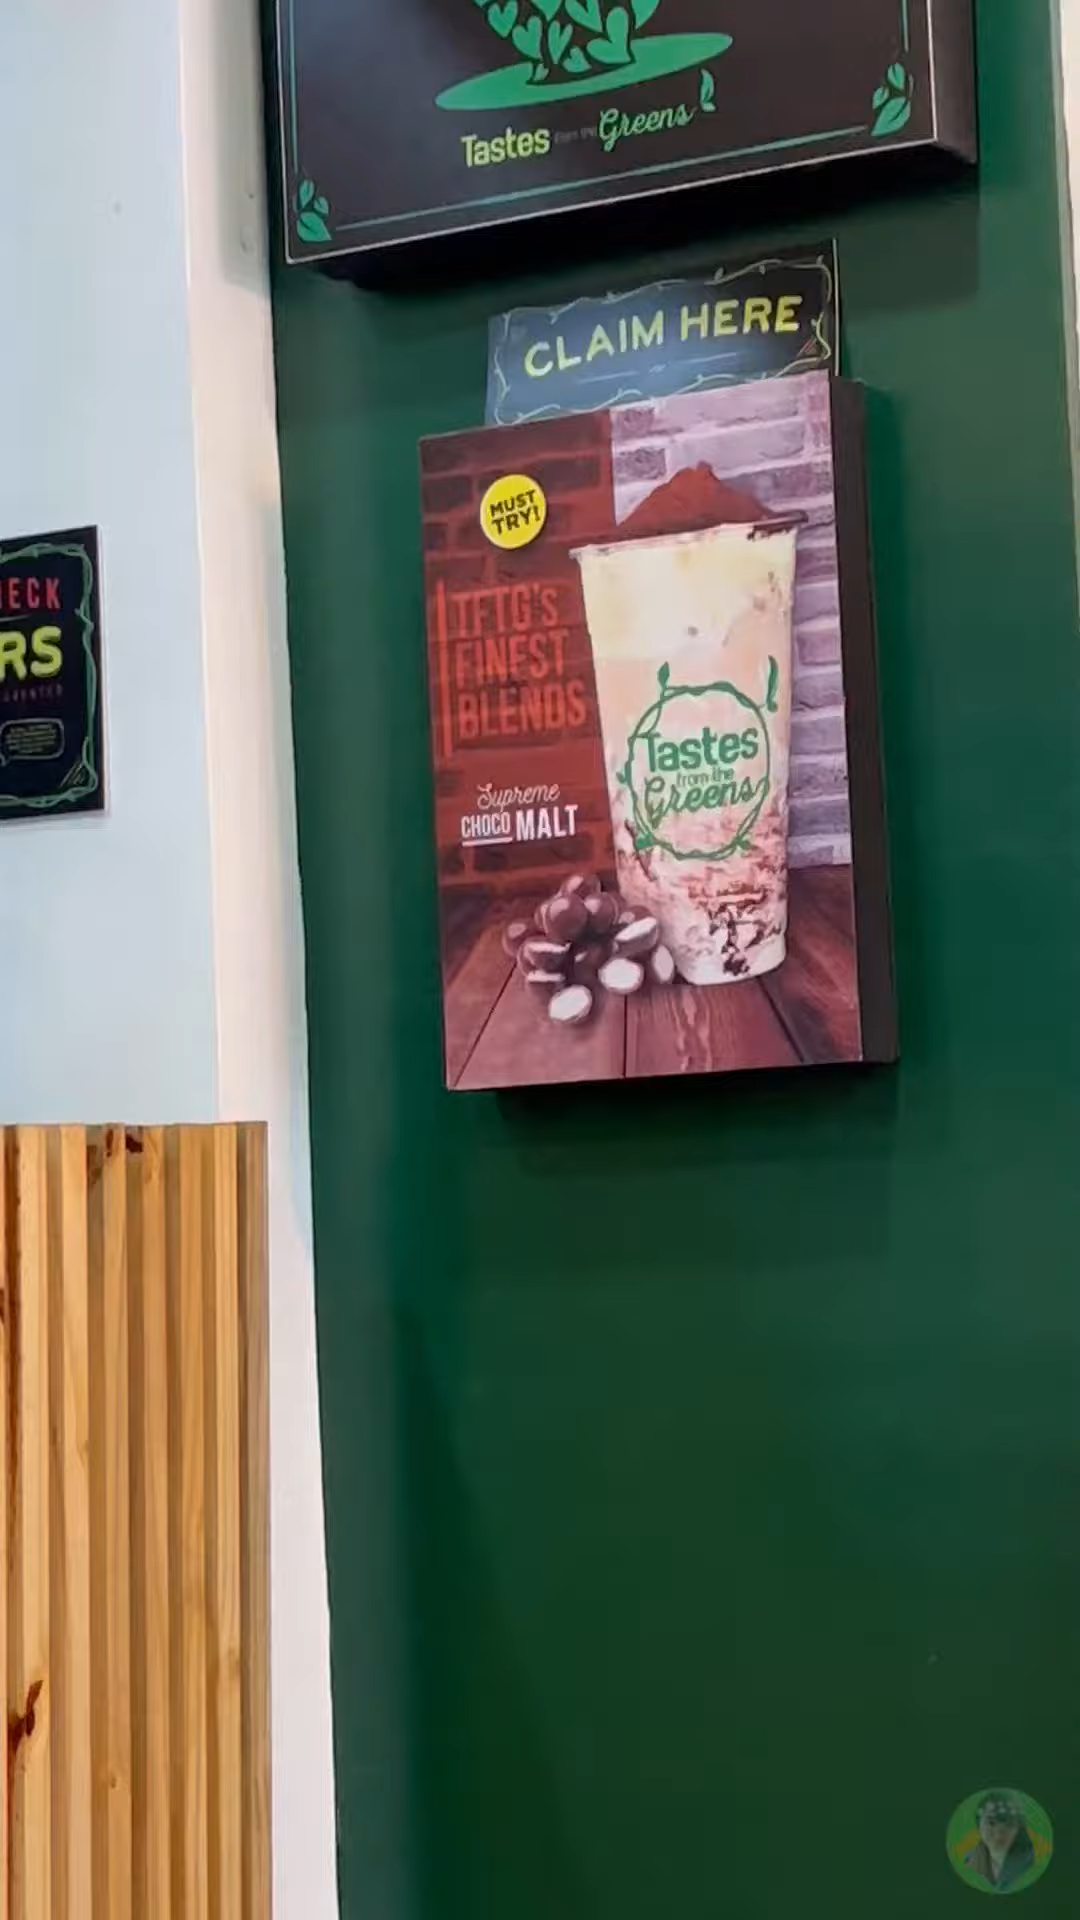 Tastes from the Greens
CLAIM HERE
MUST
TRY!
TFTG'S
FINEST
BLENDS
Supreme
CHOCO MALT
Tastes
from the
Greens
RS